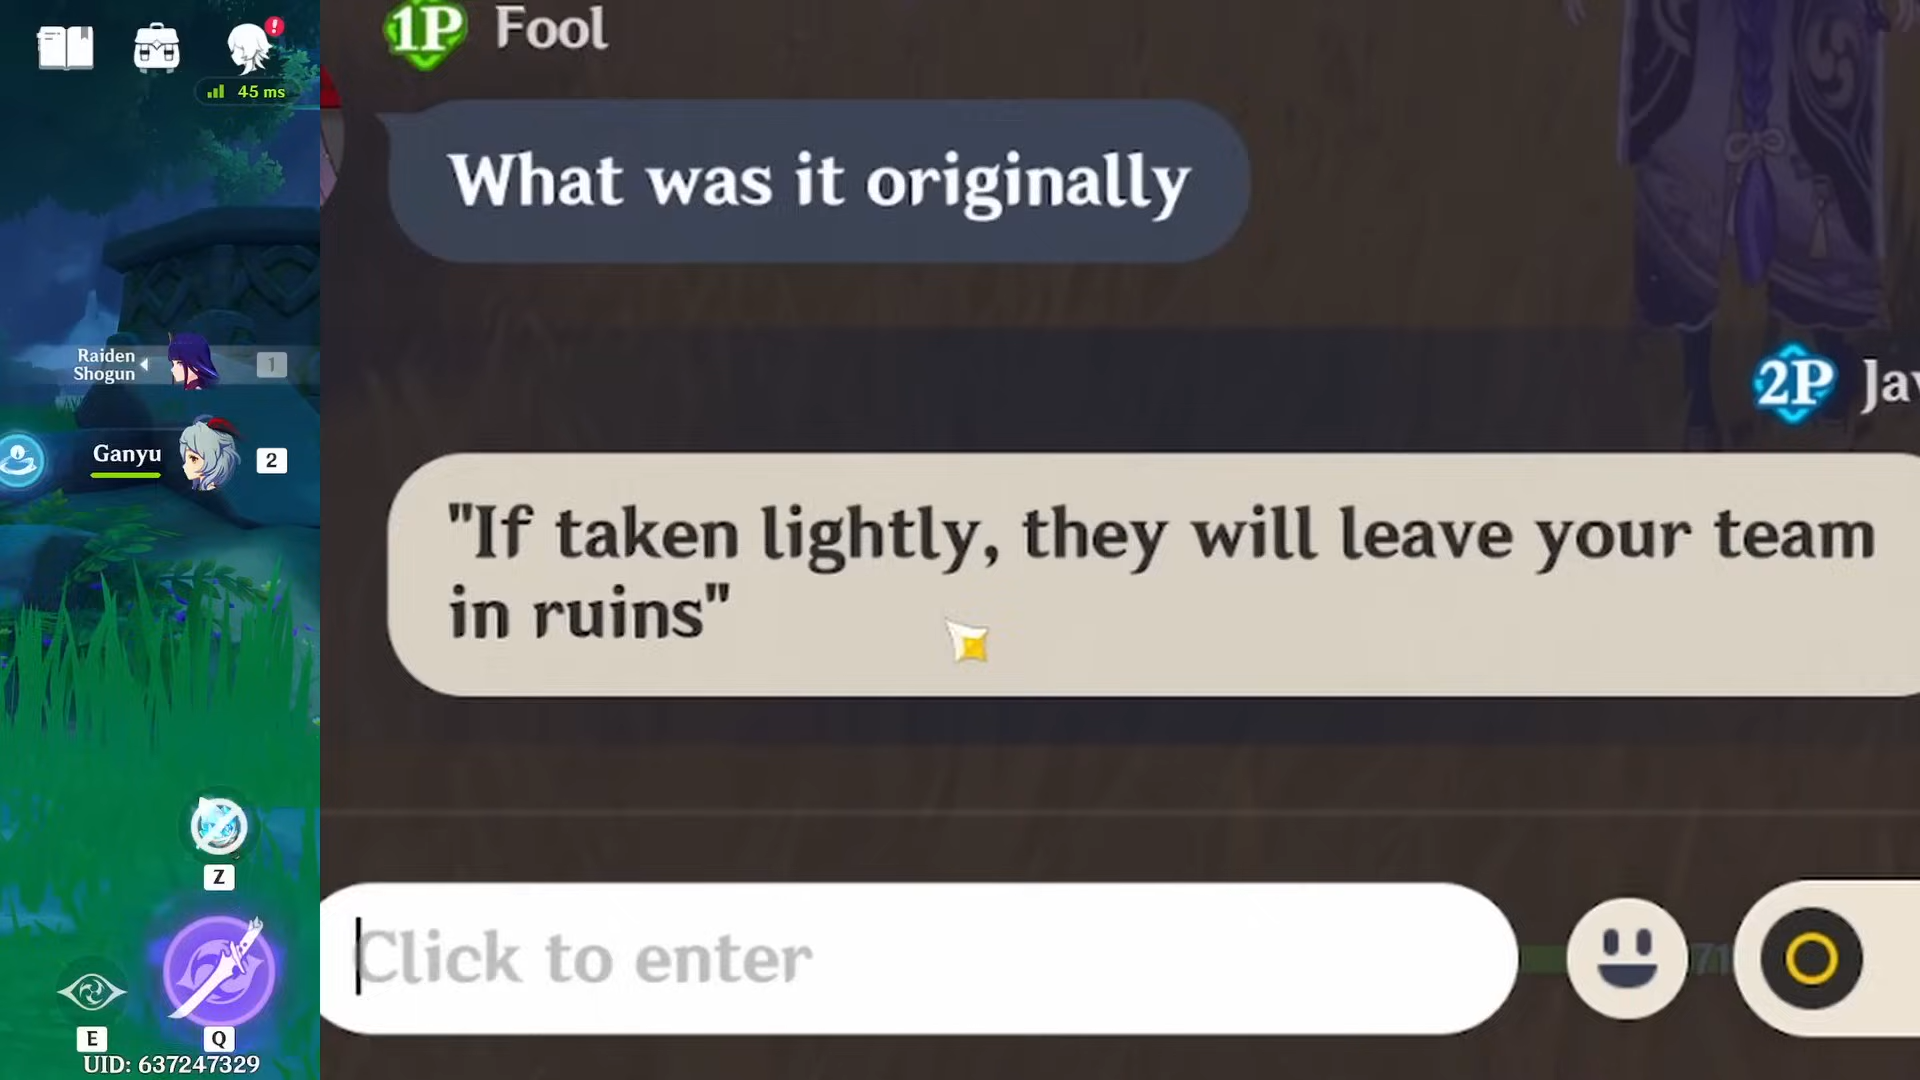 45 ms
1P Fool
What was it originally
Raiden
Shogun
1
2P
"If taken lightly, they will leave your team
in ruins"
Ganyu
2
Z
Click to enter
71
E
Q
UID: 637247329